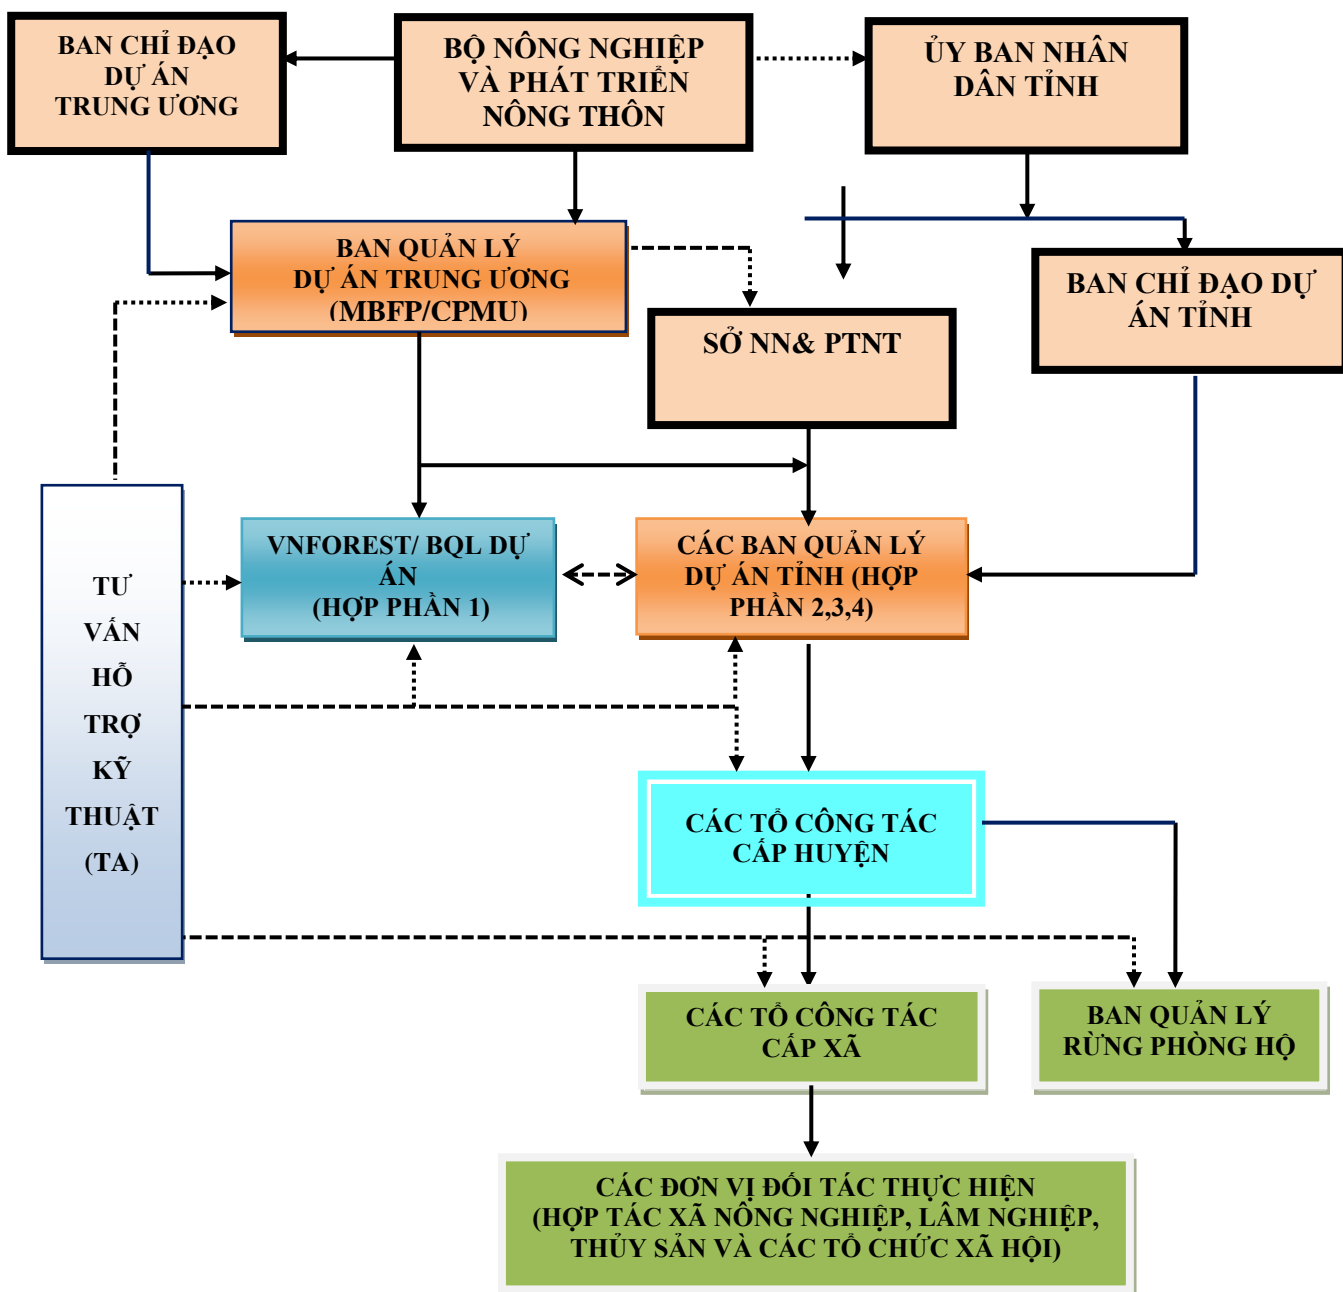 BAN CHỈ ĐẠO
DỰ ÁN
TRUNG ƯƠNG
BỘ NÔNG NGHIỆP
VÀ PHÁT TRIỂN
NÔNG THÔN
ỦY BAN NHÂN
DÂN TỈNH
BAN QUẢN LÝ
DỰ ÁN TRUNG ƯƠNG
(MBFP/CPMU)
SỞ NN& PTNT
BAN CHỈ ĐẠO DỰ
ÁN TỈNH
TƯ
VẤN
HỖ
TRỢ
KỸ
THUẬT
(TA)
VNFOREST/ BQL DỰ
ÁN
(HỢP PHẦN 1)
CÁC BAN QUẢN LÝ
DỰ ÁN TỈNH (HỢP
PHẦN 2,3,4)
CÁC TỔ CÔNG TÁC
CẤP HUYỆN
CÁC TỔ CÔNG TÁC
CẤP XÃ
BAN QUẢN LÝ
RỪNG PHÒNG HỘ
CÁC ĐƠN VỊ ĐỐI TÁC THỰC HIỆN
(HỢP TÁC XÃ NÔNG NGHIỆP, LÂM NGHIỆP,
THỦY SẢN VÀ CÁC TỔ CHỨC XÃ HỘI)